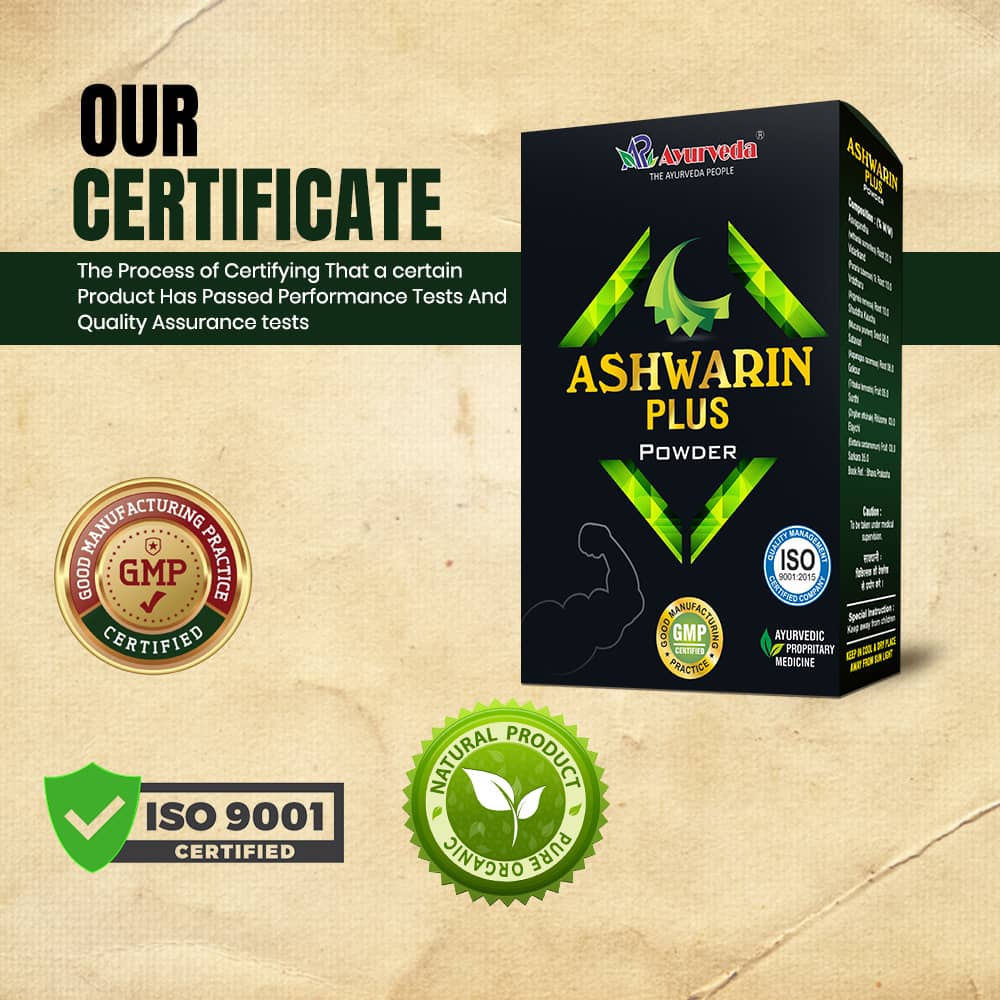 OUR
CERTIFICATE
The Process of Certifying That a certain
Product Has Passed Performance Tests And
Quality Assurance tests
GOOD MANUFACTURING PRACTICE
GMP
CERTIFIED
ISO 9001
CERTIFIED
NATURAL PRODUCT
PURE ORGANIC
Ayurveda®
THE AYURVEDA PEOPLE
ASHWARIN
PLUS
POWDER
QUALITY MANAGEMENT
ISO
9001:2015
CERTIFIED COMPANY
GOOD MANUFACTURING
GMP
CERTIFIED
PRACTICE
AYURVEDIC
PROPRITARY
MEDICINE
ASHWARIN
PLUS
POWDER
Composition : (% W/W)
Caution :
To be taken under medical
supervision.
Special Instruction :
Keep away from children
KEEP IN COOL & DRY PLACE
AWAY FROM SUN LIGHT